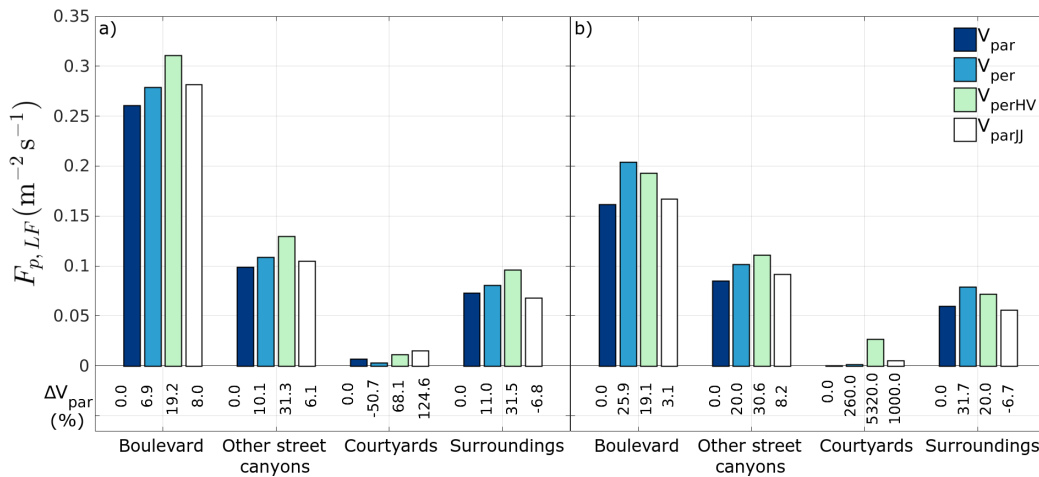 a)
b)
V_par
V_per
V_perHV
V_parJJ
F_{p, LF} (m^{-2} s^{-1})
0.35
0.3
0.25
0.2
0.15
0.1
0.05
0
ΔV_par
(%)
0.0 6.9 19.2 8.0 0.0 10.1 31.3 6.1 0.0 -50.7 68.1 124.6 0.0 11.0 31.5 -6.8 0.0 25.9 19.1 3.1 0.0 20.0 30.6 8.2 0.0 260.0 5320.0 1000.0 0.0 31.7 20.0 -6.7
Boulevard Other street Courtyards Surroundings Boulevard Other street Courtyards Surroundings
canyons canyons